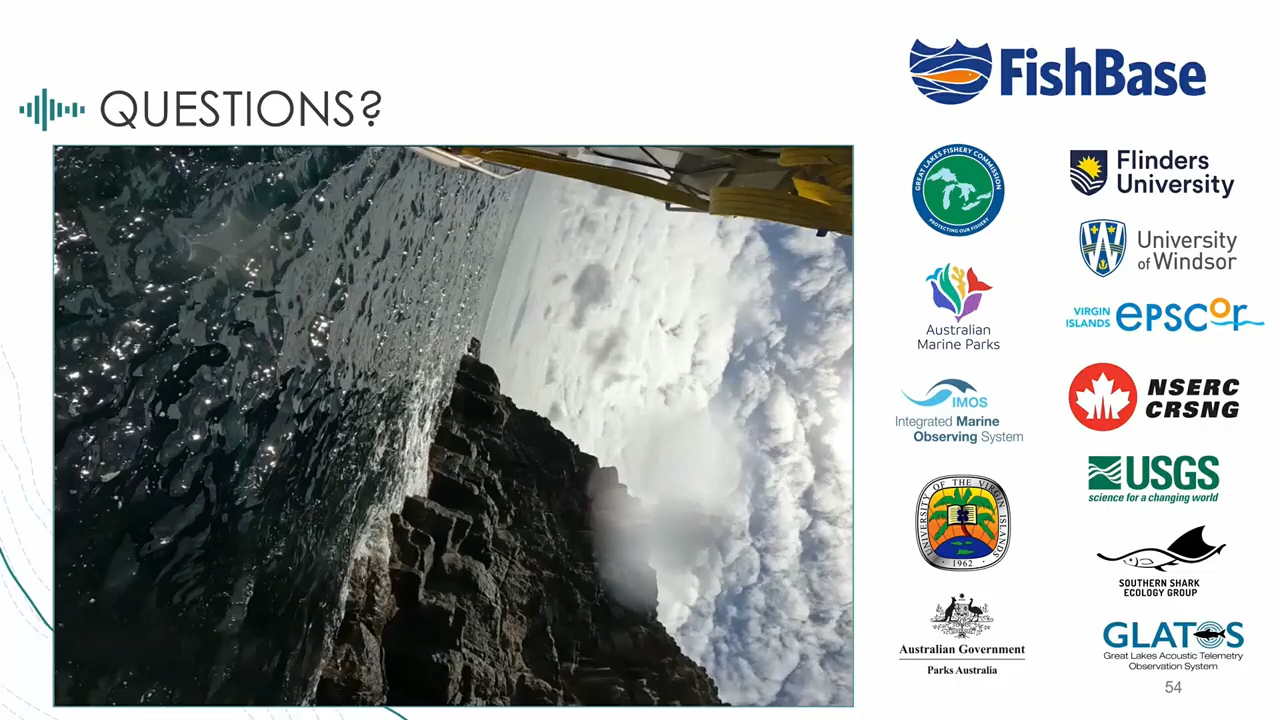 QUESTIONS?
FishBase
GREAT LAKES FISHERY COMMISSION
PROTECTING OUR FISHERY
Flinders
University
University
of Windsor
Australian
Marine Parks
VIRGIN
ISLANDS
epscor
IMOS
Integrated Marine
Observing System
NSERC
CRSNG
USGS
science for a changing world
UNIVERSITY OF THE VIRGIN ISLANDS
1962
SOUTHERN SHARK
ECOLOGY GROUP
Australian Government
Parks Australia
GLATOS
Great Lakes Acoustic Telemetry
Observation System
54